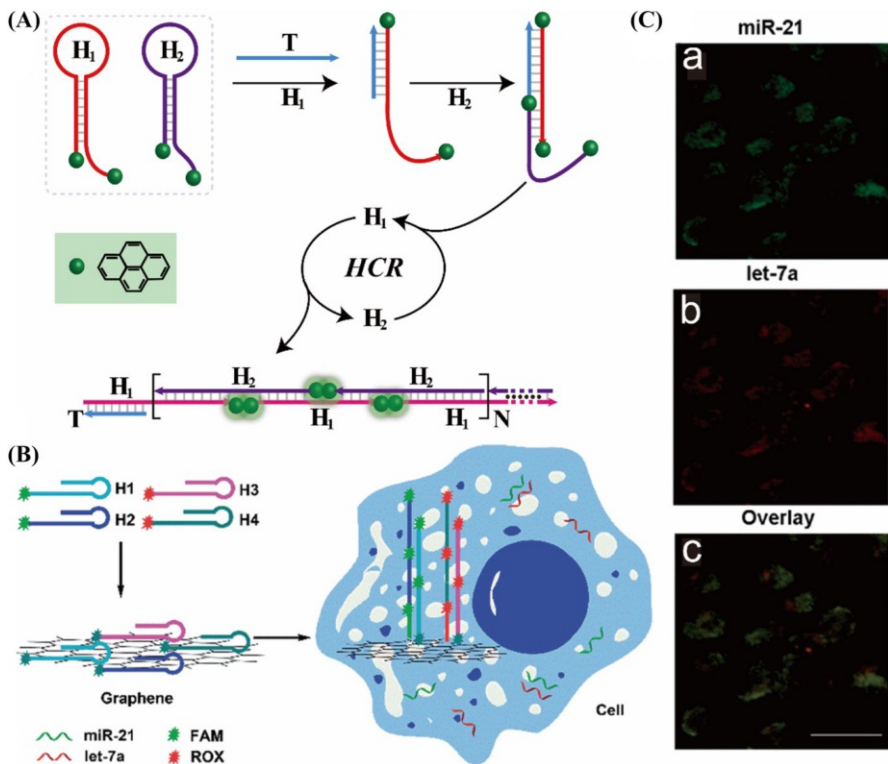 (A)
H1
H2
T
H1
H2
H1
HCR
H2
H1
H2
H2
T
H1
H1
N
(B)
H1
H3
H2
H4
Graphene
Cell
miR-21
FAM
let-7a
ROX
(C)
miR-21
a
let-7a
b
Overlay
c